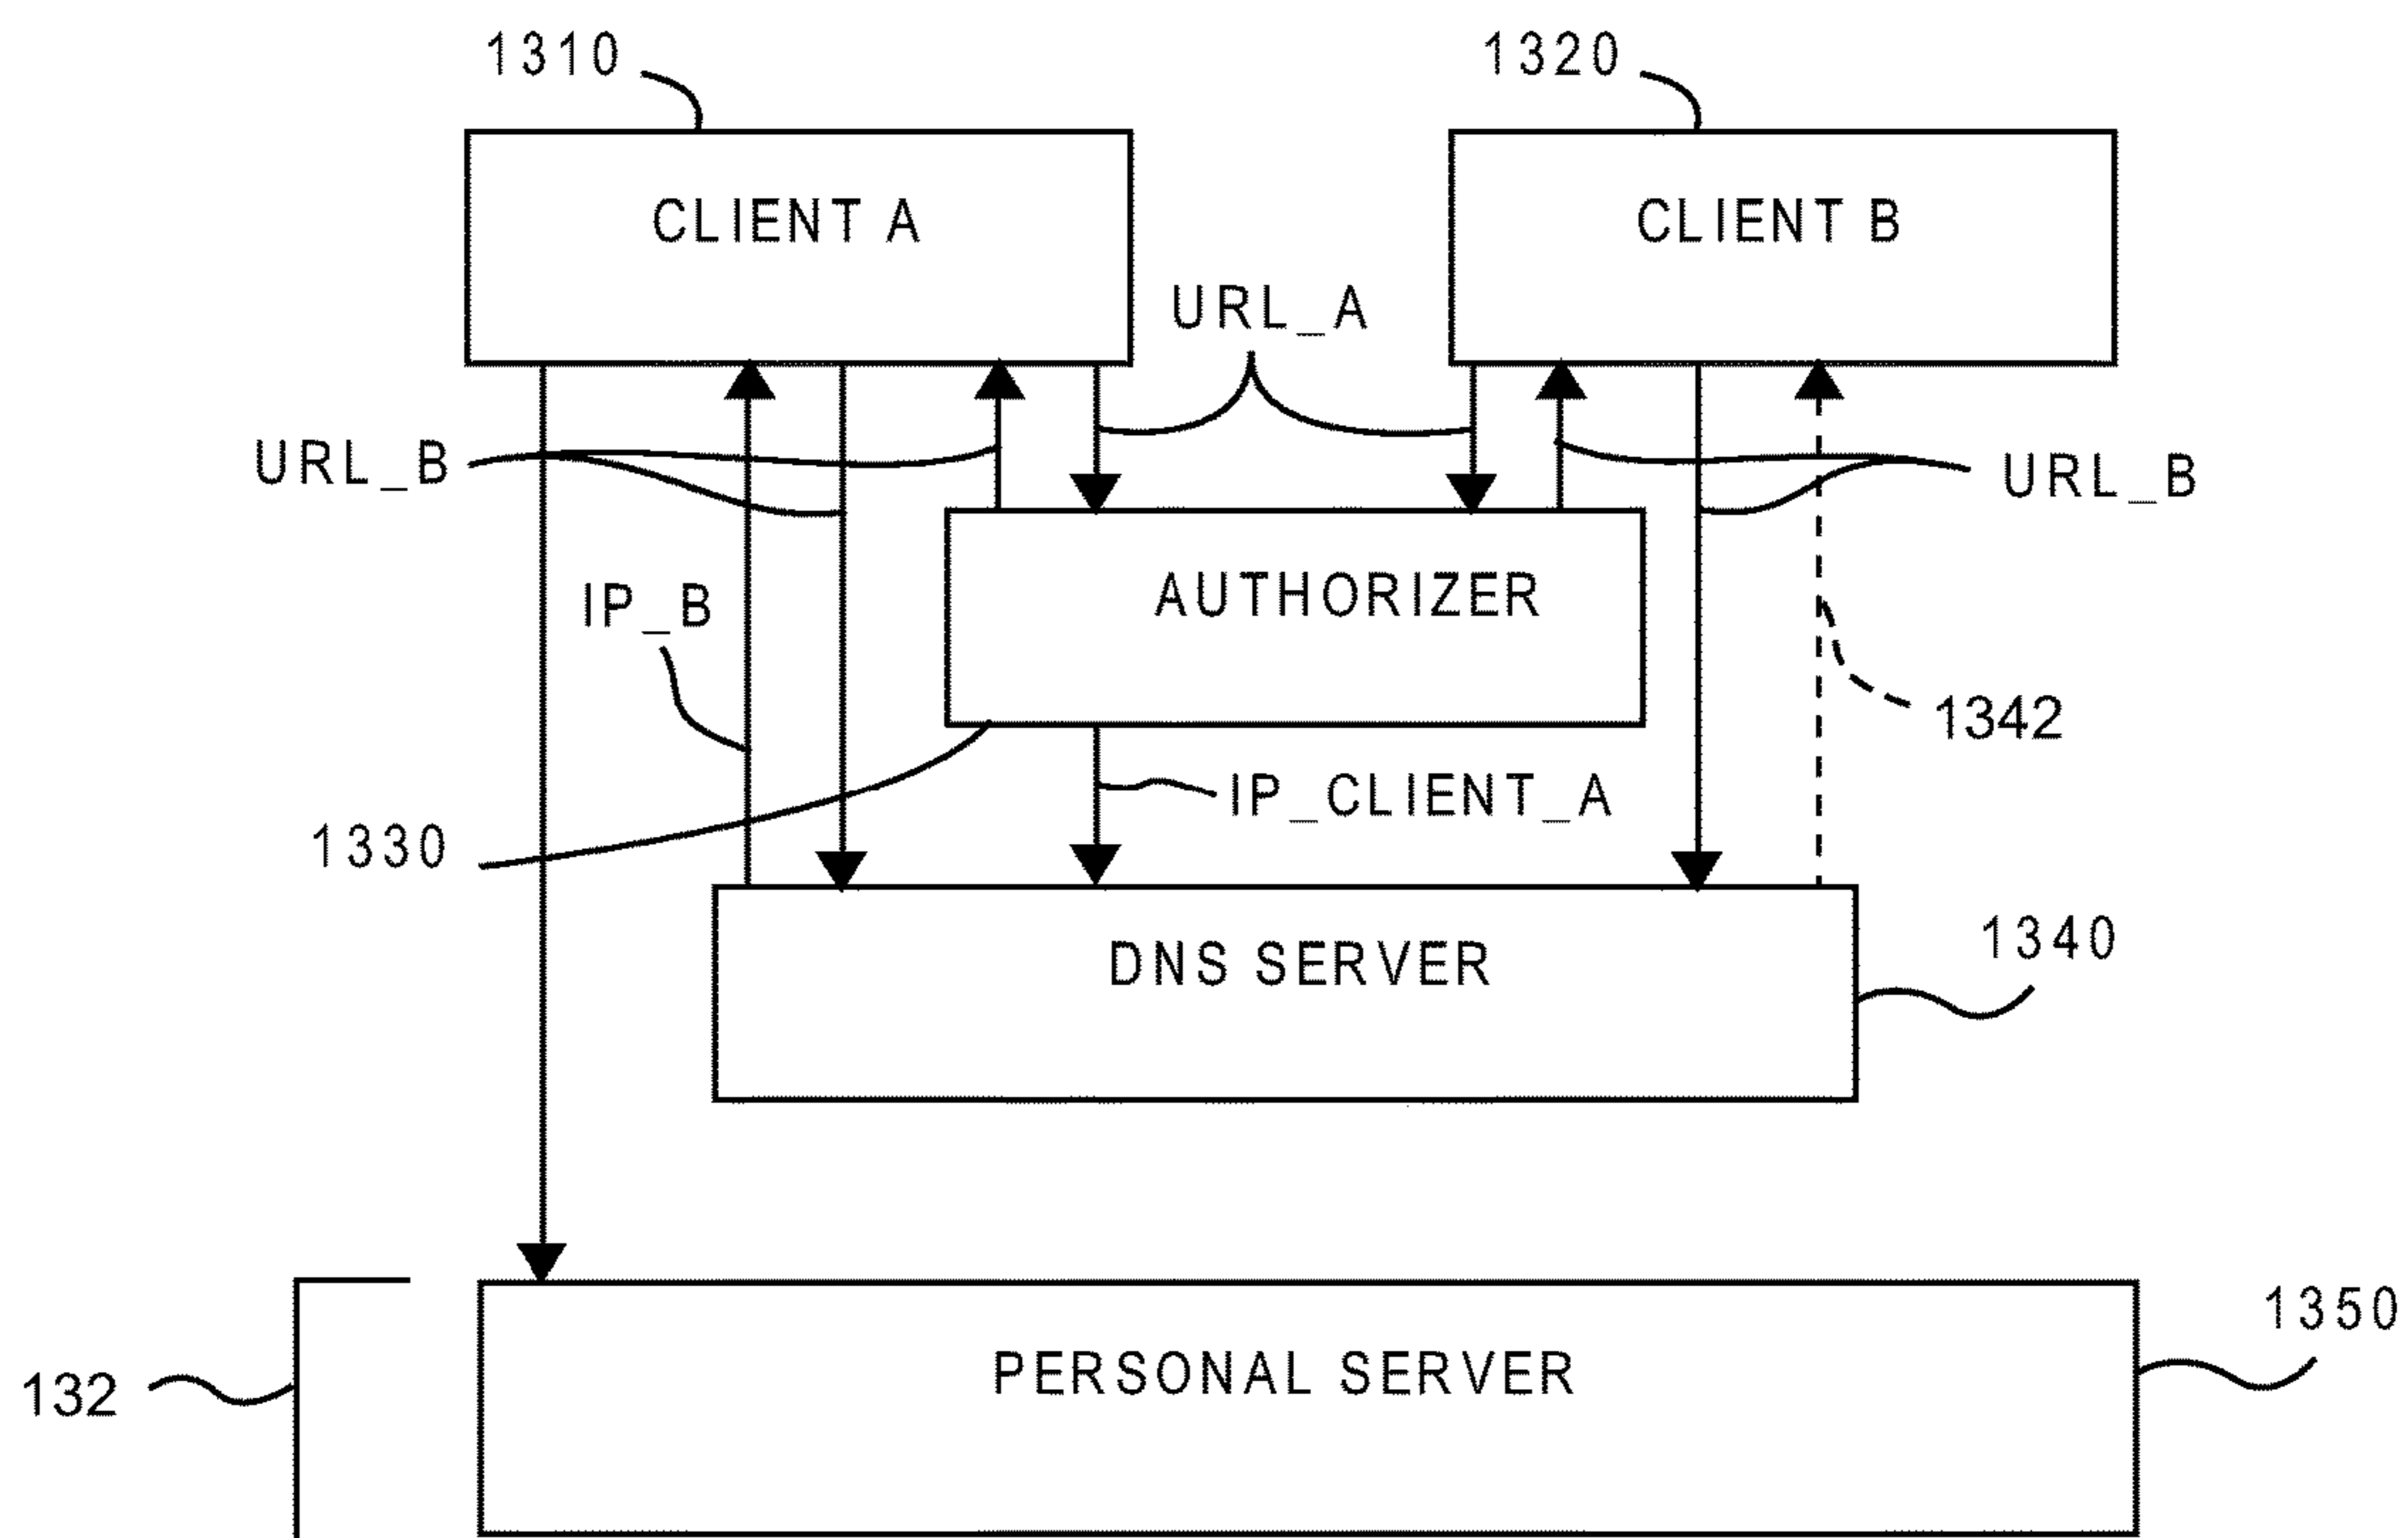 1310
1320
CLIENT A
CLIENT B
URL_A
URL_B
URL_B
IP_B
AUTHORIZER
1342
IP_CLIENT_A
1330
DNS SERVER
1340
1350
PERSONAL SERVER
132